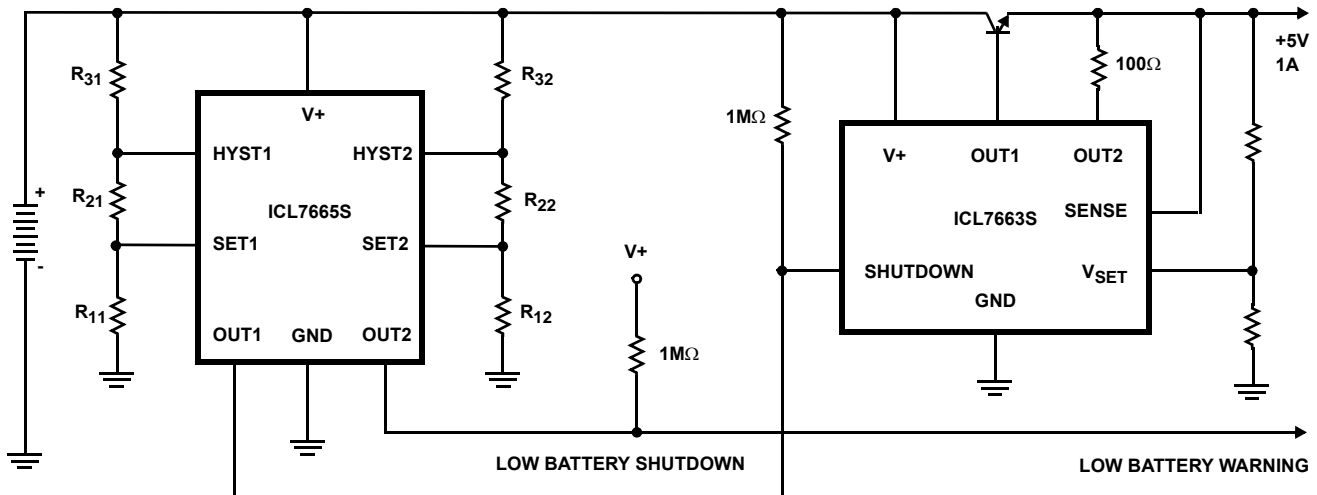 +
-
R31
R21
R11
V+
HYST1
HYST2
ICL7665S
SET1
SET2
OUT1
GND
OUT2
R32
R22
R12
V+
1MΩ
1MΩ
V+
OUT1
OUT2
SENSE
ICL7663S
SHUTDOWN
VSET
GND
100Ω
+5V
1A
LOW BATTERY SHUTDOWN
LOW BATTERY WARNING